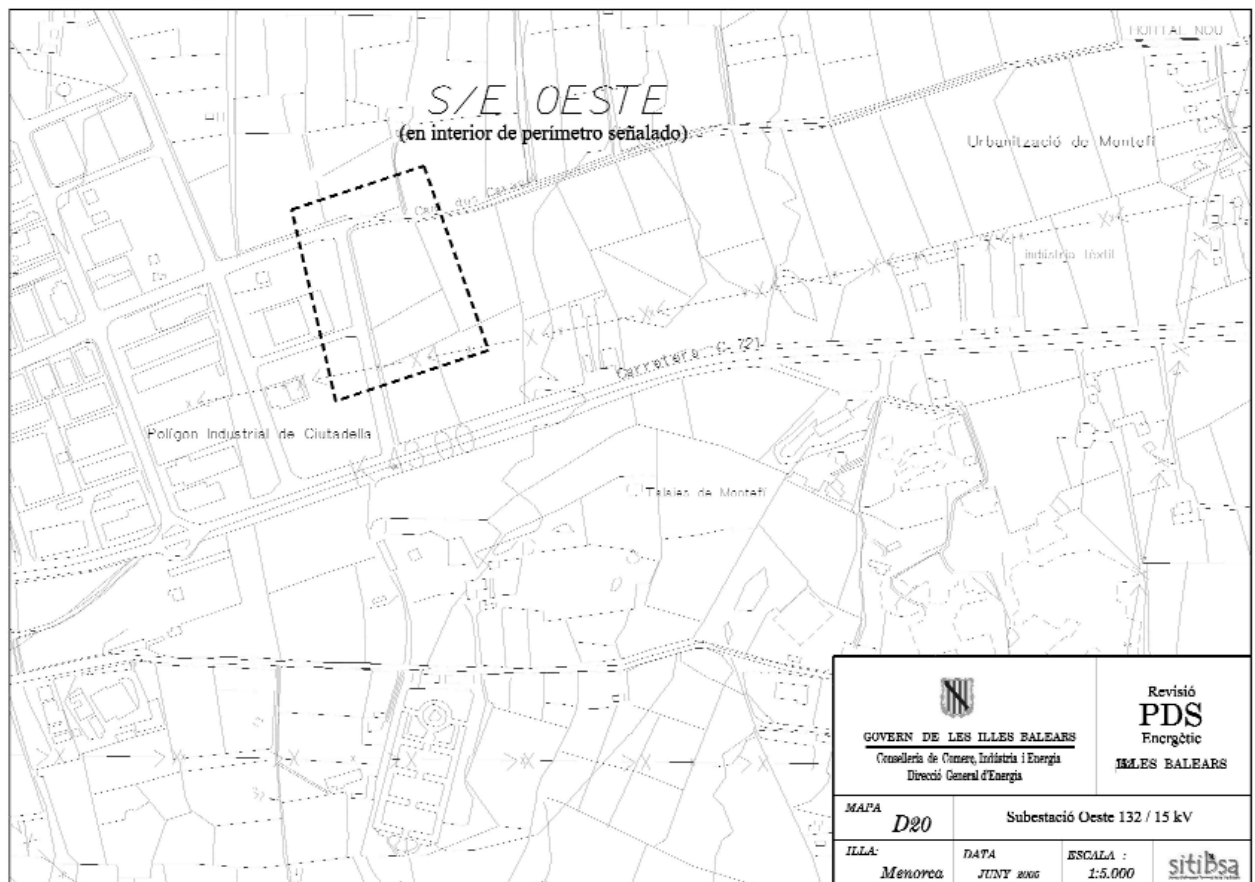 S/E OESTE
(en interior de perímetro señalado)
Urbanització de Montefí
indústria tèxtil
Carretera C-721
Polígon Industrial de Ciutadella
Talaies de Montefí
GOVERN DE LES ILLES BALEARS
Conselleria de Comerç, Indústria i Energia
Direcció General d'Energia
Revisió
PDS
Energètic
BALEARS
MAPA
D20
Subestació Oeste 132 / 15 kV
ILLA:
Menorca
DATA
JUNY 2005
ESCALA :
1:5.000
sitibsa